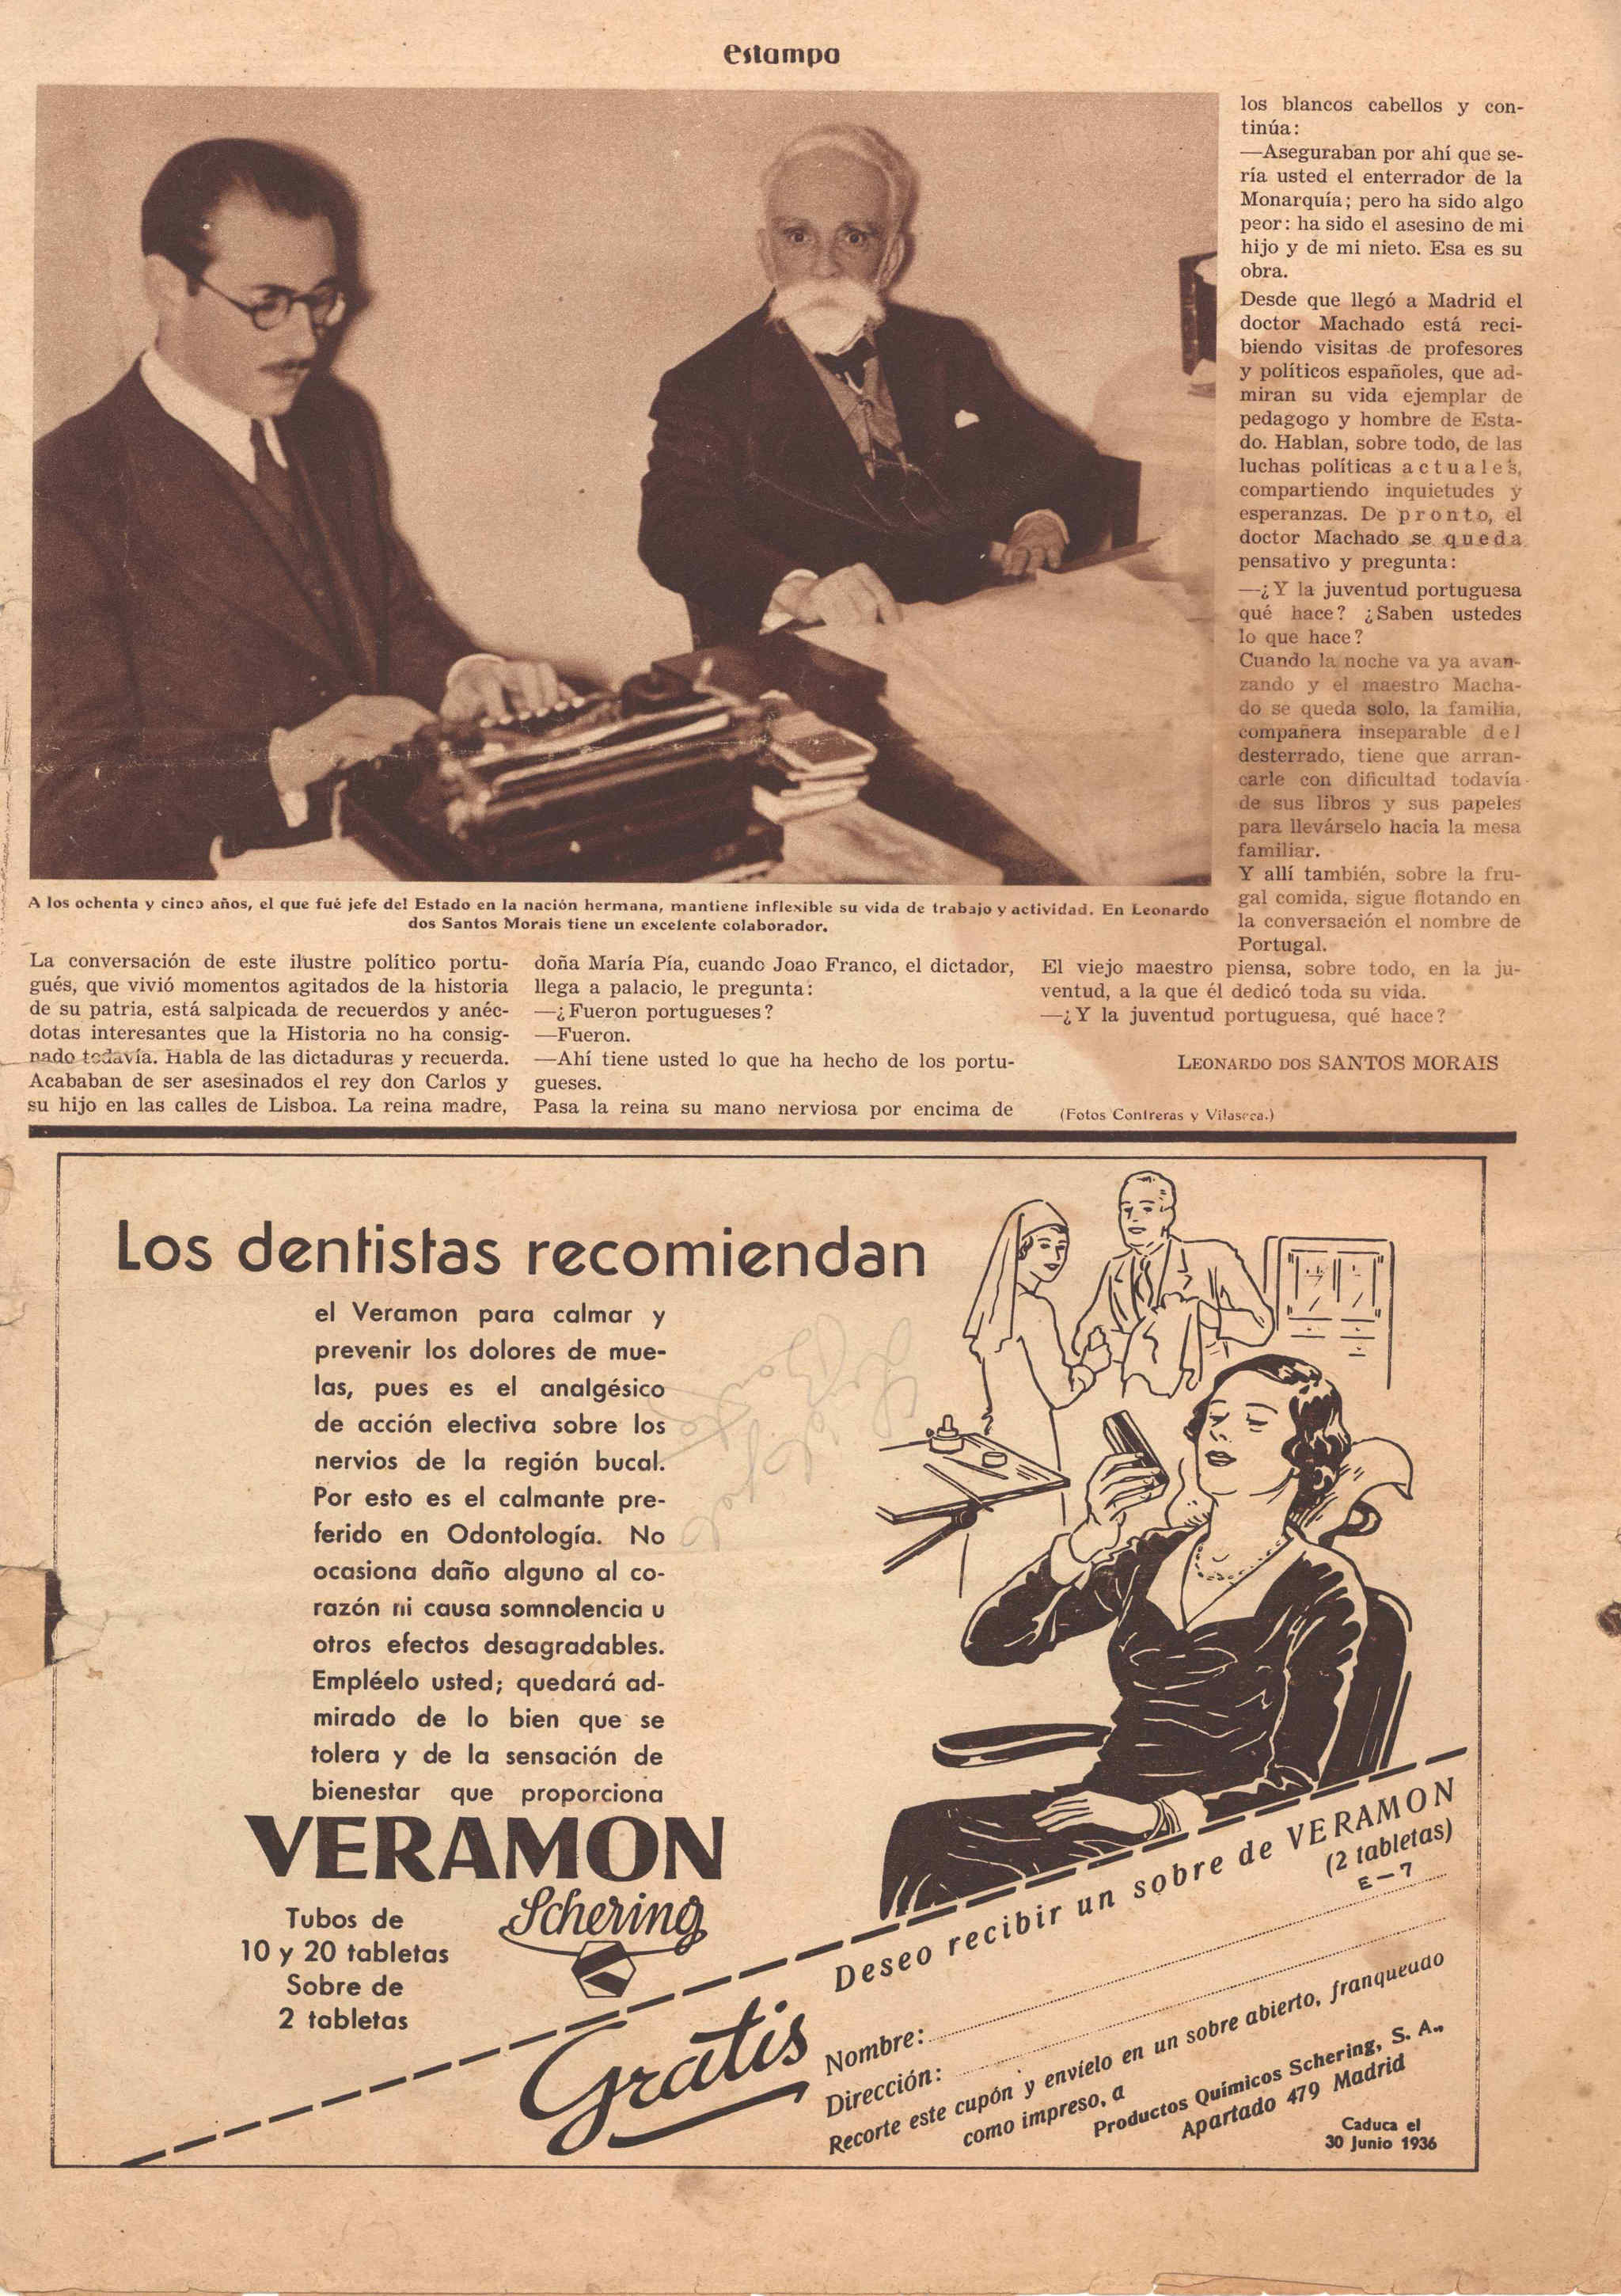 estampa
A los ochenta y cinco años, el que fué jefe del Estado en la nación hermana, mantiene inflexible su vida de trabajo y actividad. En Leonardo
dos Santos Morais tiene un excelente colaborador.
La conversación de este ilustre político portu-
gués, que vivió momentos agitados de la historia
de su patria, está salpicada de recuerdos y anéc-
dotas interesantes que la Historia no ha consig-
nado todavía. Habla de las dictaduras y recuerda.
Acababan de ser asesinados el rey don Carlos y
su hijo en las calles de Lisboa. La reina madre,
doña María Pía, cuando Joao Franco, el dictador,
llega a palacio, le pregunta:
—¿Fueron portugueses?
—Fueron.
—Ahí tiene usted lo que ha hecho de los portu-
gueses.
Pasa la reina su mano nerviosa por encima de
los blancos cabellos y con-
tinúa:
—Aseguraban por ahí que se-
ría usted el enterrador de la
Monarquía; pero ha sido algo
peor: ha sido el asesino de mi
hijo y de mi nieto. Esa es su
obra.
Desde que llegó a Madrid el
doctor Machado está reci-
biendo visitas de profesores
y políticos españoles, que ad-
miran su vida ejemplar de
pedagogo y hombre de Esta-
do. Hablan, sobre todo, de las
luchas políticas actuales,
compartiendo inquietudes y
esperanzas. De pronto, el
doctor Machado se queda
pensativo y pregunta:
—¿Y la juventud portuguesa
qué hace? ¿Saben ustedes
lo que hace?
Cuando la noche va ya avan-
zando y el maestro Macha-
do se queda solo, la familia,
compañera inseparable del
desterrado, tiene que arran-
carle con dificultad todavía
de sus libros y sus papeles
para llevárselo hacia la mesa
familiar.
Y allí también, sobre la fru-
gal comida, sigue flotando en
la conversación el nombre de
Portugal.
El viejo maestro piensa, sobre todo, en la ju-
ventud, a la que él dedicó toda su vida.
—¿Y la juventud portuguesa, qué hace?
LEONARDO DOS SANTOS MORAIS
(Fotos Contreras y Vilaseca.)
Los dentistas recomiendan
el Veramon para calmar y
prevenir los dolores de mue-
las, pues es el analgésico
de acción electiva sobre los
nervios de la región bucal.
Por esto es el calmante pre-
ferido en Odontología. No
ocasiona daño alguno al co-
razón ni causa somnolencia u
otros efectos desagradables.
Empléelo usted; quedará ad-
mirado de lo bien que se
tolera y de la sensación de
bienestar que proporciona
VERAMON
Schering
Tubos de
10 y 20 tabletas
Sobre de
2 tabletas
Gratis
Deseo recibir un sobre de VERAMON
(2 tabletas)
E-7
Nombre:
Dirección:
Recorte este cupón y envíelo en un sobre abierto, franqueado
como impreso, a
Productos Químicos Schering, S. A.,
Apartado 479 Madrid
Caduca el
30 Junio 1936